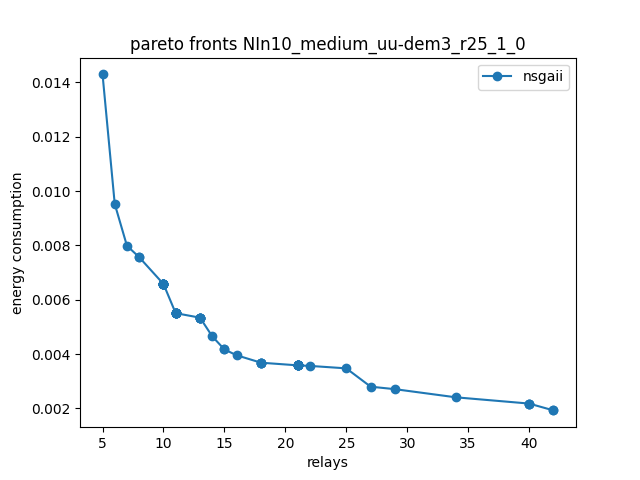 pareto fronts NIn10_medium_uu-dem3_r25_1_0
nsgaii
0.014
0.012
0.010
0.008
0.006
0.004
0.002
energy consumption
5 10 15 20 25 30 35 40
relays